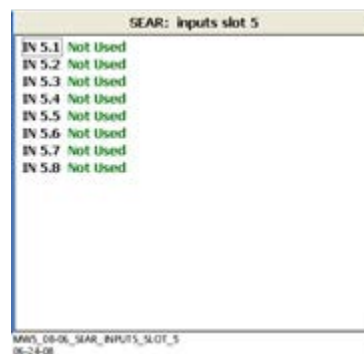 SEAR: inputs slot 5
IN 5.1 Not Used
IN 5.2 Not Used
IN 5.3 Not Used
IN 5.4 Not Used
IN 5.5 Not Used
IN 5.6 Not Used
IN 5.7 Not Used
IN 5.8 Not Used
MWS_08-06_SEAR_INPUTS_SLOT_5
06-24-08